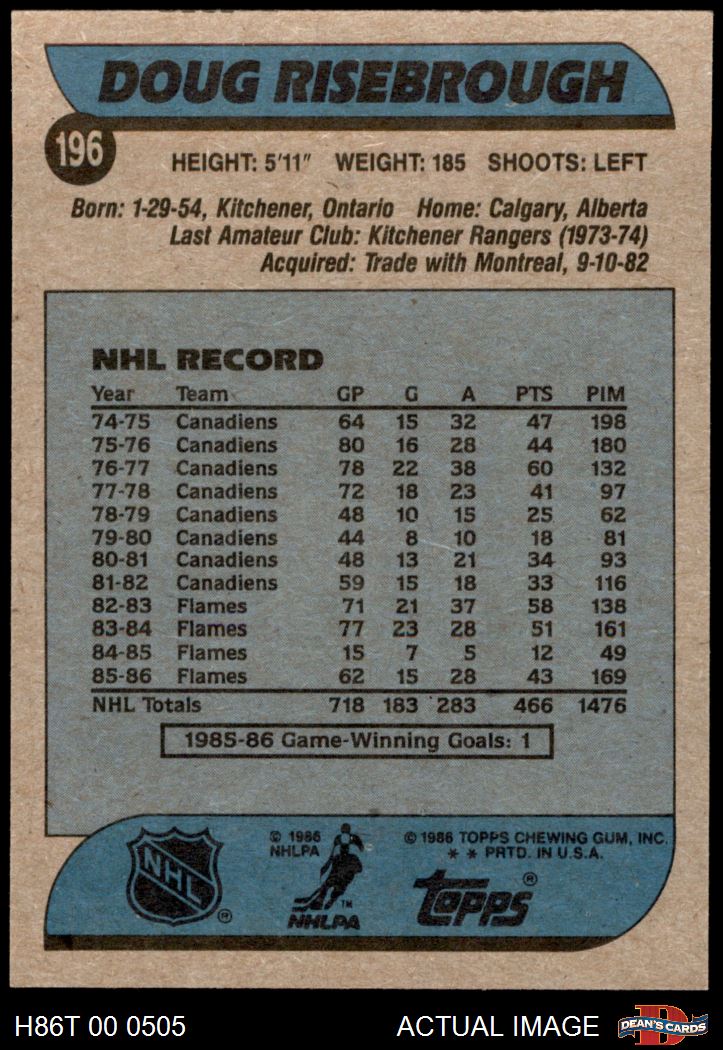 DOUG RISEBROUGH
196
HEIGHT: 5'11" WEIGHT: 185 SHOOTS: LEFT
Born: 1-29-54, Kitchener, Ontario Home: Calgary, Alberta
Last Amateur Club: Kitchener Rangers (1973-74)
Acquired: Trade with Montreal, 9-10-82
NHL RECORD
Year Team GP G A PTS PIM
74-75 Canadiens 64 15 32 47 198
75-76 Canadiens 80 16 28 44 180
76-77 Canadiens 78 22 38 60 132
77-78 Canadiens 72 18 23 41 97
78-79 Canadiens 48 10 15 25 62
79-80 Canadiens 44 8 10 18 81
80-81 Canadiens 48 13 21 34 93
81-82 Canadiens 59 15 18 33 116
82-83 Flames 71 21 37 58 138
83-84 Flames 77 23 28 51 161
84-85 Flames 15 7 5 12 49
85-86 Flames 62 15 28 43 169
NHL Totals 718 183 283 466 1476
1985-86 Game-Winning Goals: 1
NHL ®
© 1986
NHLPA
NHLPA ™
© 1986 TOPPS CHEWING GUM, INC.
* * PRTD. IN U.S.A.
Topps ®
H86T 00 0505 ACTUAL IMAGE
D DEAN'S CARDS